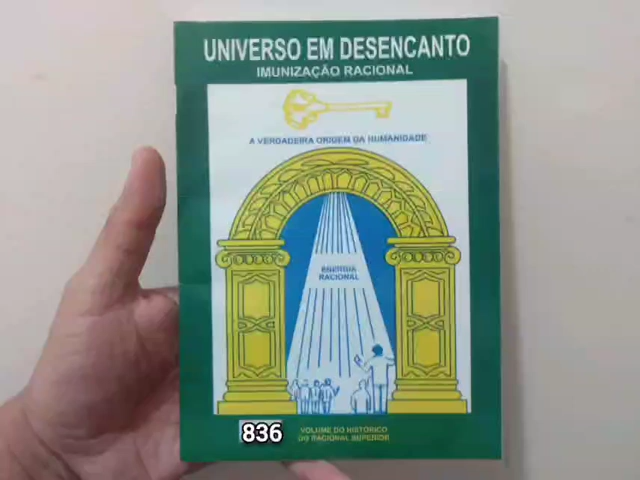 UNIVERSO EM DESENCANTO
IMUNIZAÇÃO RACIONAL
A VERDADEIRA ORIGEM DA HUMANIDADE
ENERGIA
RACIONAL
836
VOLUME DO HISTÓRICO
DO RACIONAL SUPERIOR